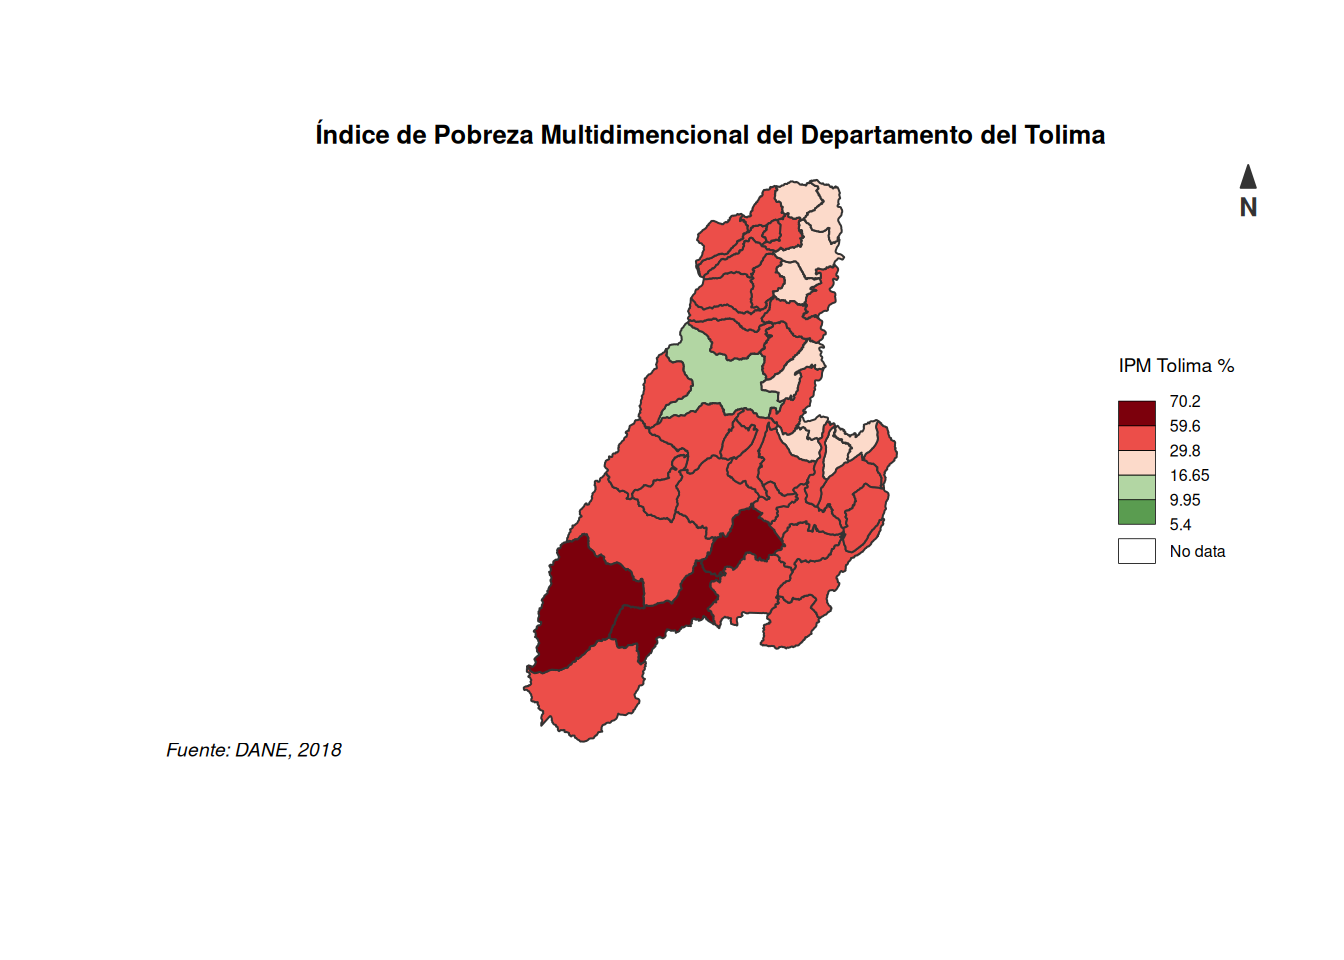 Índice de Pobreza Multidimencional del Departamento del Tolima
N
IPM Tolima %
70.2
59.6
29.8
16.65
9.95
5.4
No data
Fuente: DANE, 2018